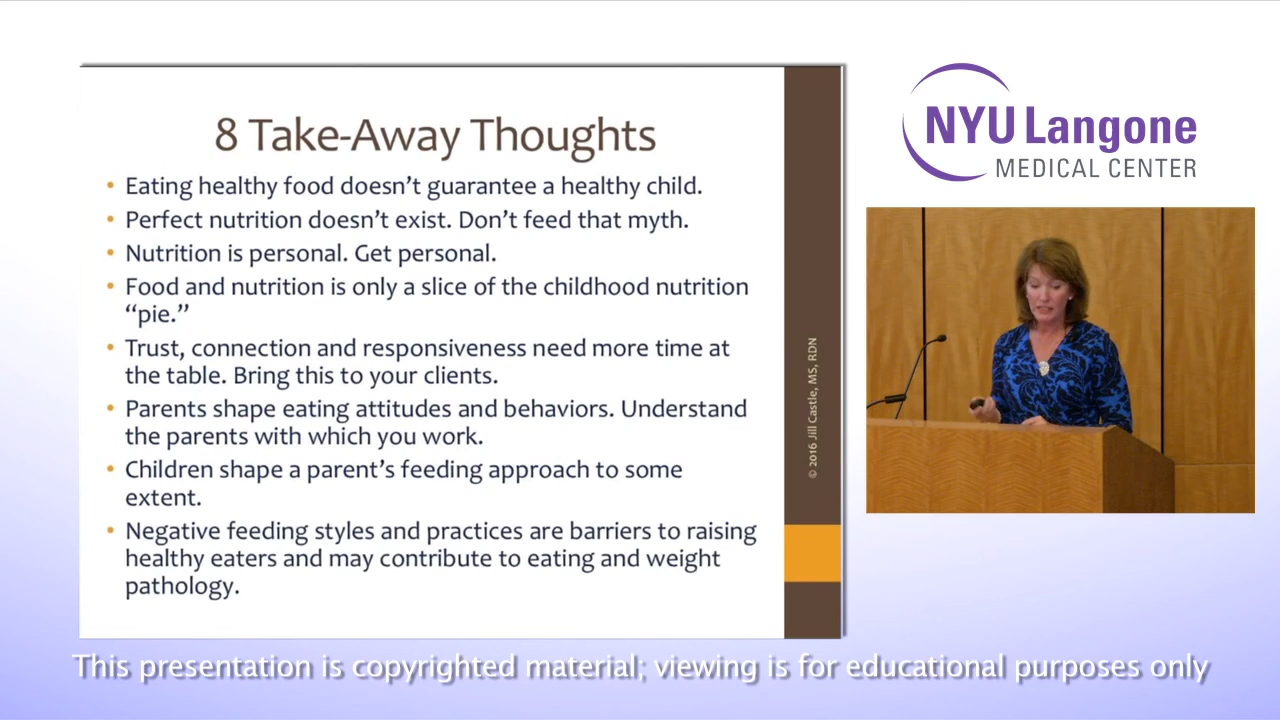 8 Take-Away Thoughts
• Eating healthy food doesn’t guarantee a healthy child.
• Perfect nutrition doesn’t exist. Don’t feed that myth.
• Nutrition is personal. Get personal.
• Food and nutrition is only a slice of the childhood nutrition
“pie.”
• Trust, connection and responsiveness need more time at
the table. Bring this to your clients.
• Parents shape eating attitudes and behaviors. Understand
the parents with which you work.
• Children shape a parent’s feeding approach to some
extent.
• Negative feeding styles and practices are barriers to raising
healthy eaters and may contribute to eating and weight
pathology.
© 2016 Jill Castle, MS, RDN
NYU Langone
MEDICAL CENTER
This presentation is copyrighted material; viewing is for educational purposes only